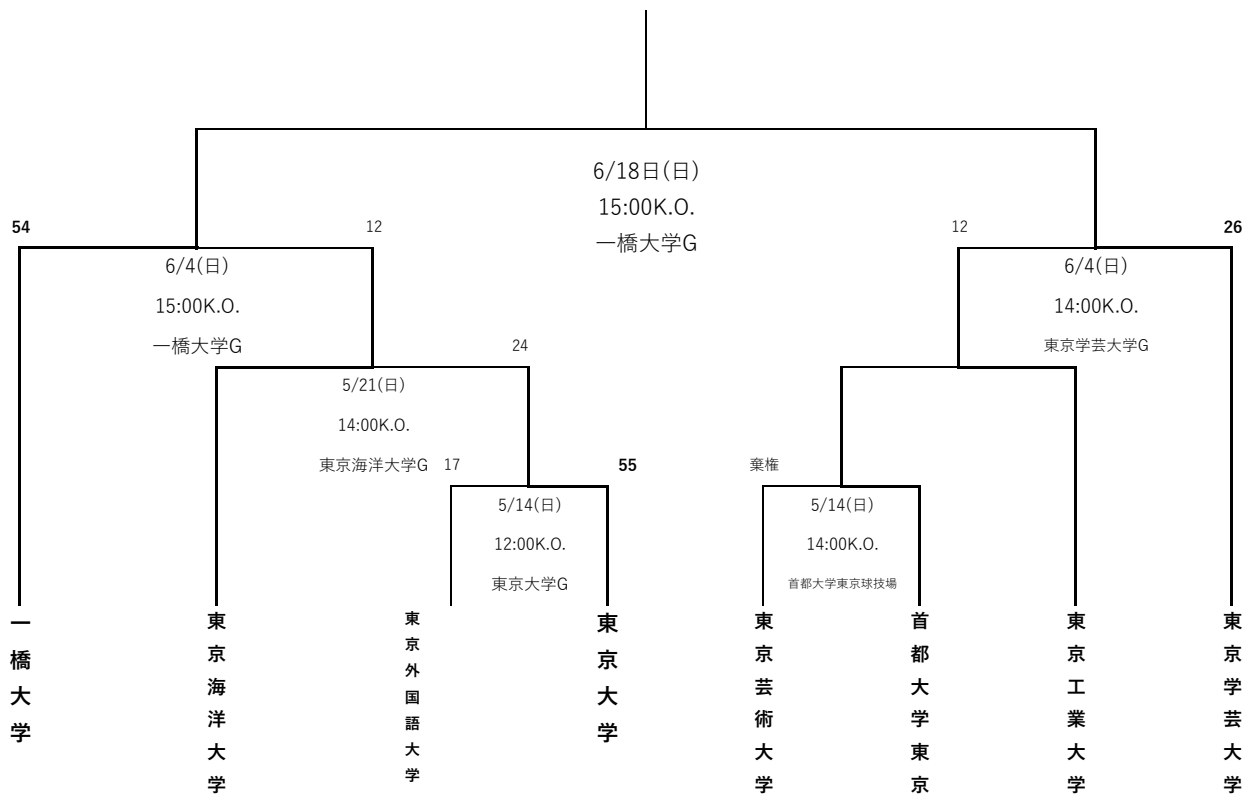 6/18日(日)
15:00K.O.
一橋大学G
54
12
12
26
6/4(日)
15:00K.O.
一橋大学G
6/4(日)
14:00K.O.
東京学芸大学G
24
5/21(日)
14:00K.O.
東京海洋大学G
17
55
棄権
5/14(日)
12:00K.O.
東京大学G
5/14(日)
14:00K.O.
首都大学東京球技場
一橋大学
東京海洋大学
東京外国語大学
東京大学
東京芸術大学
首都大学東京
東京工業大学
東京学芸大学